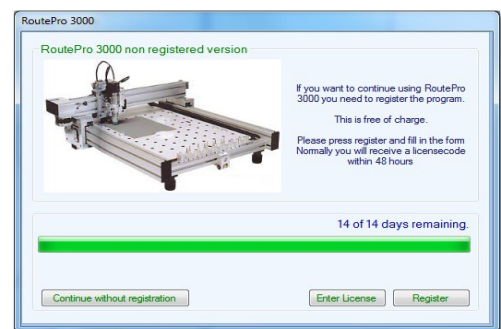 RoutePro 3000
RoutePro 3000 non registered version
If you want to continue using RoutePro
3000 you need to register the program.
This is free of charge.
Please press register and fill in the form
Normally you will receive a licensecode
within 48 hours
14 of 14 days remaining.
Continue without registration
Enter License
Register